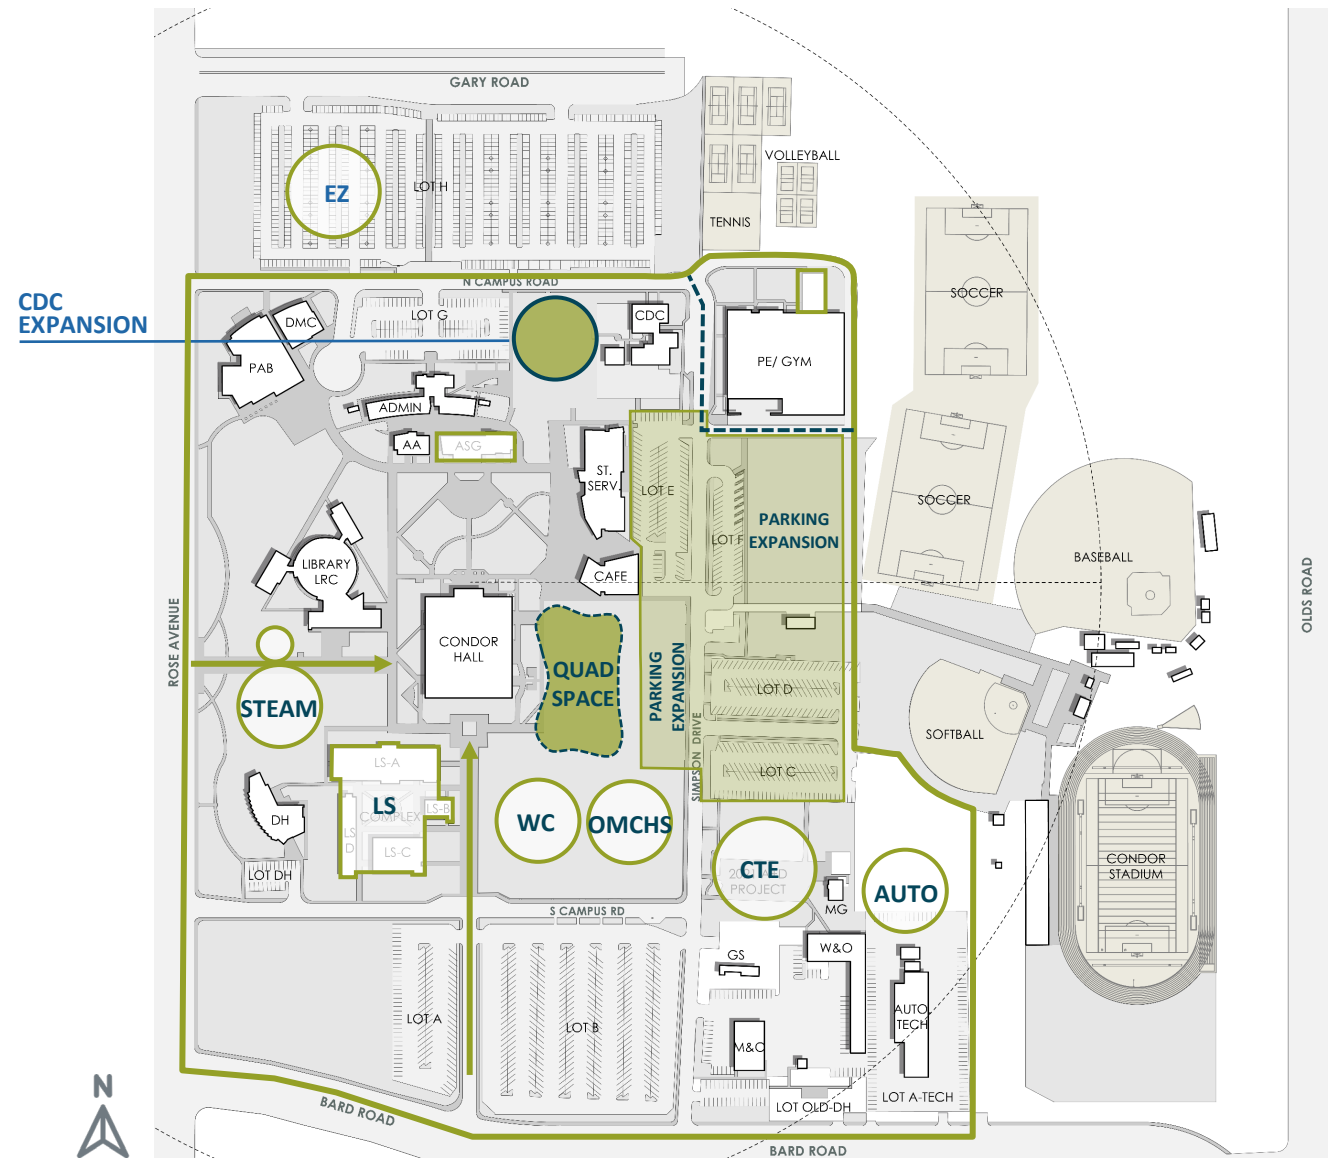 GARY ROAD
EZ
LOT H
VOLLEYBALL
TENNIS
N CAMPUS ROAD
SOCCER
CDC
EXPANSION
DMC
LOT G
CDC
PAB
PE/ GYM
ADMIN
AA
ASG
ST.
SERV.
LOT E
LOT F
PARKING
EXPANSION
SOCCER
BASEBALL
LIBRARY
LRC
CAFE
OLDS ROAD
ROSE AVENUE
CONDOR
HALL
QUAD
SPACE
PARKING
EXPANSION
LOT D
STEAM
SIMPSON DRIVE
SOFTBALL
LS-A
LOT C
LS
COMPLEX
LS-B
LS
D
LS-C
DH
WC
OMCHS
LOT DH
CTE
PROJECT
AUTO
MG
CONDOR
STADIUM
S CAMPUS RD
GS
W&O
LOT A
LOT B
AUTO
TECH
M&O
LOT OLD-DH
LOT A-TECH
N
BARD ROAD
BARD ROAD